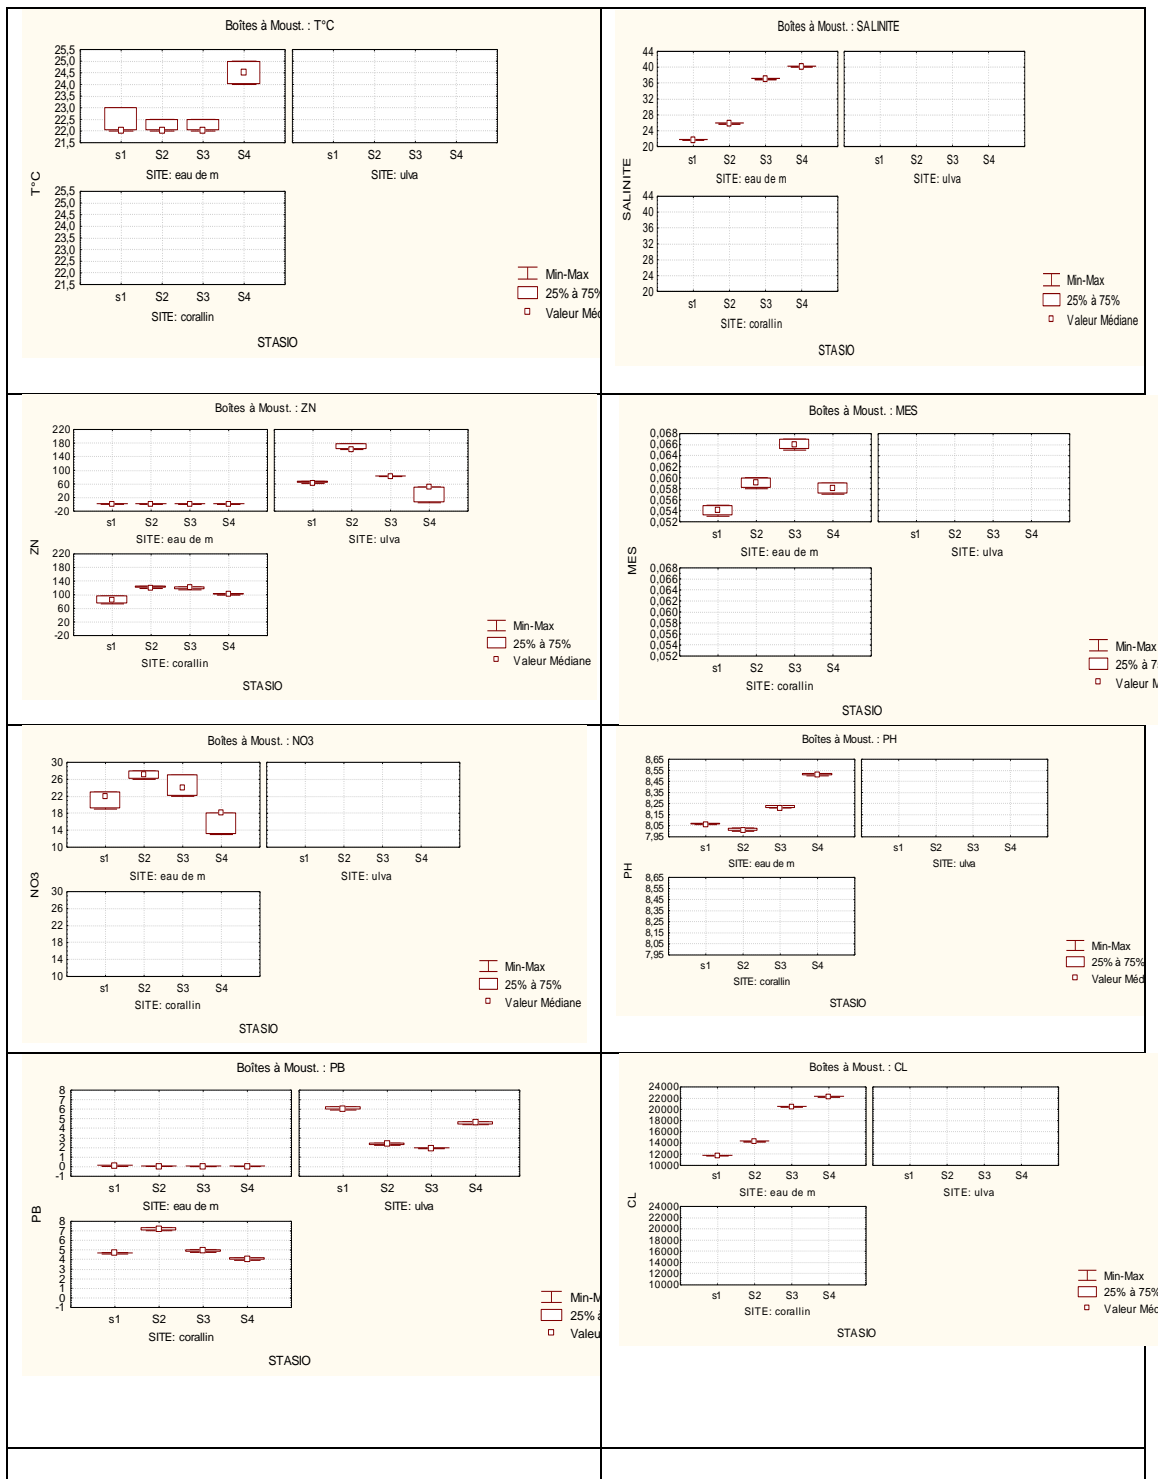 Boîtes à Moust. : T°C
25,5
25,0
24,5
24,0
23,5
23,0
22,5
22,0
21,5
s1 S2 S3 S4
SITE: eau de m
s1 S2 S3 S4
SITE: ulva
T°C
25,5
25,0
24,5
24,0
23,5
23,0
22,5
22,0
21,5
s1 S2 S3 S4
SITE: corallin
Min-Max
25% à 75%
Valeur Méd
STASIO
Boîtes à Moust. : SALINITE
44
40
36
32
28
24
20
s1 S2 S3 S4
SITE: eau de m
s1 S2 S3 S4
SITE: ulva
SALINITE
44
40
36
32
28
24
20
s1 S2 S3 S4
SITE: corallin
Min-Max
25% à 75%
Valeur Médiane
STASIO
Boîtes à Moust. : ZN
220
180
140
100
60
20
-20
s1 S2 S3 S4
SITE: eau de m
s1 S2 S3 S4
SITE: ulva
ZN
220
180
140
100
60
20
-20
s1 S2 S3 S4
SITE: corallin
Min-Max
25% à 75%
Valeur Médiane
STASIO
Boîtes à Moust. : MES
0,068
0,066
0,064
0,062
0,060
0,058
0,056
0,054
0,052
s1 S2 S3 S4
SITE: eau de m
s1 S2 S3 S4
SITE: ulva
MES
0,068
0,066
0,064
0,062
0,060
0,058
0,056
0,054
0,052
s1 S2 S3 S4
SITE: corallin
Min-Max
25% à 7
Valeur M
STASIO
Boîtes à Moust. : NO3
30
26
22
18
14
10
s1 S2 S3 S4
SITE: eau de m
s1 S2 S3 S4
SITE: ulva
NO3
30
26
22
18
14
10
s1 S2 S3 S4
SITE: corallin
Min-Max
25% à 75%
Valeur Médiane
STASIO
Boîtes à Moust. : PH
8,65
8,55
8,45
8,35
8,25
8,15
8,05
7,95
s1 S2 S3 S4
SITE: eau de m
s1 S2 S3 S4
SITE: ulva
PH
8,65
8,55
8,45
8,35
8,25
8,15
8,05
7,95
s1 S2 S3 S4
SITE: corallin
Min-Max
25% à 75%
Valeur Méd
STASIO
Boîtes à Moust. : PB
8
7
6
5
4
3
2
1
0
-1
s1 S2 S3 S4
SITE: eau de m
s1 S2 S3 S4
SITE: ulva
PB
8
7
6
5
4
3
2
1
0
-1
s1 S2 S3 S4
SITE: corallin
Min-M
25% à
Valeu
STASIO
Boîtes à Moust. : CL
24000
22000
20000
18000
16000
14000
12000
10000
s1 S2 S3 S4
SITE: eau de m
s1 S2 S3 S4
SITE: ulva
CL
24000
22000
20000
18000
16000
14000
12000
10000
s1 S2 S3 S4
SITE: corallin
Min-Max
25% à 75%
Valeur Méd
STASIO